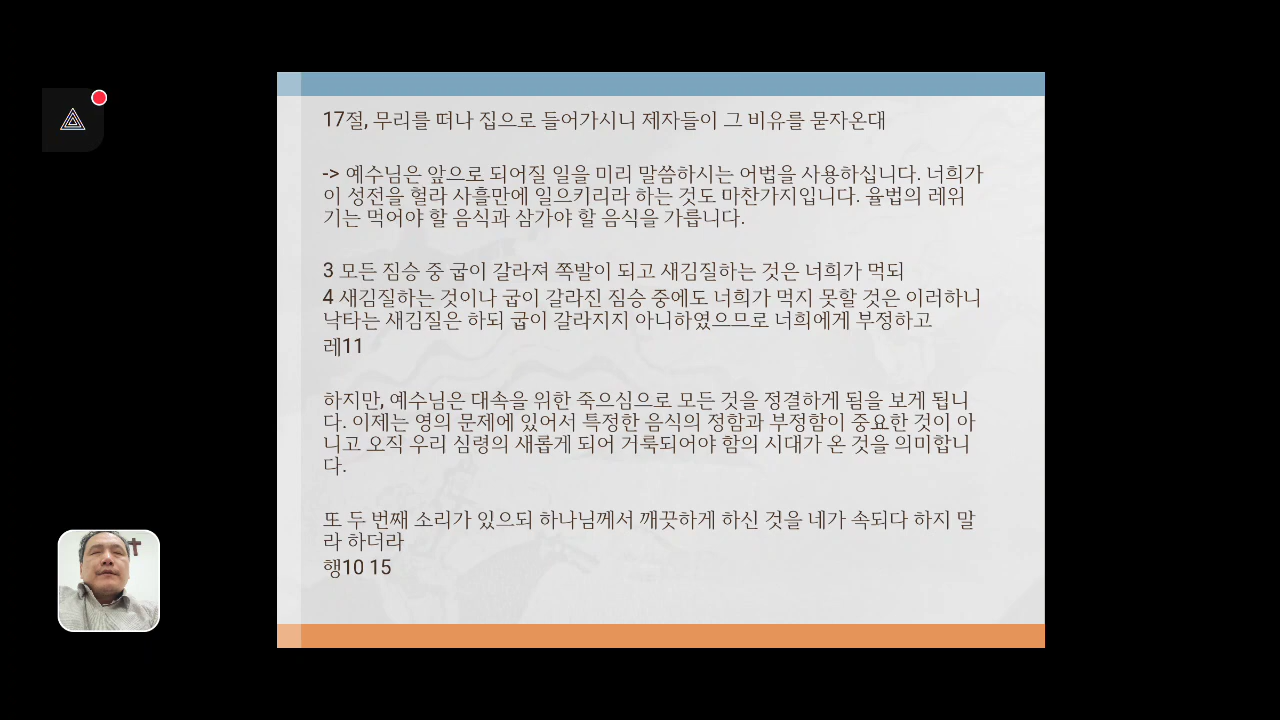 17절, 무리를 떠나 집으로 들어가시니 제자들이 그 비유를 묻자온대
-> 예수님은 앞으로 되어질 일을 미리 말씀하시는 어법을 사용하십니다. 너희가
이 성전을 헐라 사흘만에 일으키리라 하는 것도 마찬가지입니다. 율법의 레위
기는 먹어야 할 음식과 삼가야 할 음식을 가릅니다.
3 모든 짐승 중 굽이 갈라져 쪽발이 되고 새김질하는 것은 너희가 먹되
4 새김질하는 것이나 굽이 갈라진 짐승 중에도 너희가 먹지 못할 것은 이러하니
낙타는 새김질은 하되 굽이 갈라지지 아니하였으므로 너희에게 부정하고
레11
하지만, 예수님은 대속을 위한 죽으심으로 모든 것을 정결하게 됨을 보게 됩니
다. 이제는 영의 문제에 있어서 특정한 음식의 정함과 부정함이 중요한 것이 아
니고 오직 우리 심령의 새롭게 되어 거룩되어야 함의 시대가 온 것을 의미합니
다.
또 두 번째 소리가 있으되 하나님께서 깨끗하게 하신 것을 네가 속되다 하지 말
라 하더라
행10 15